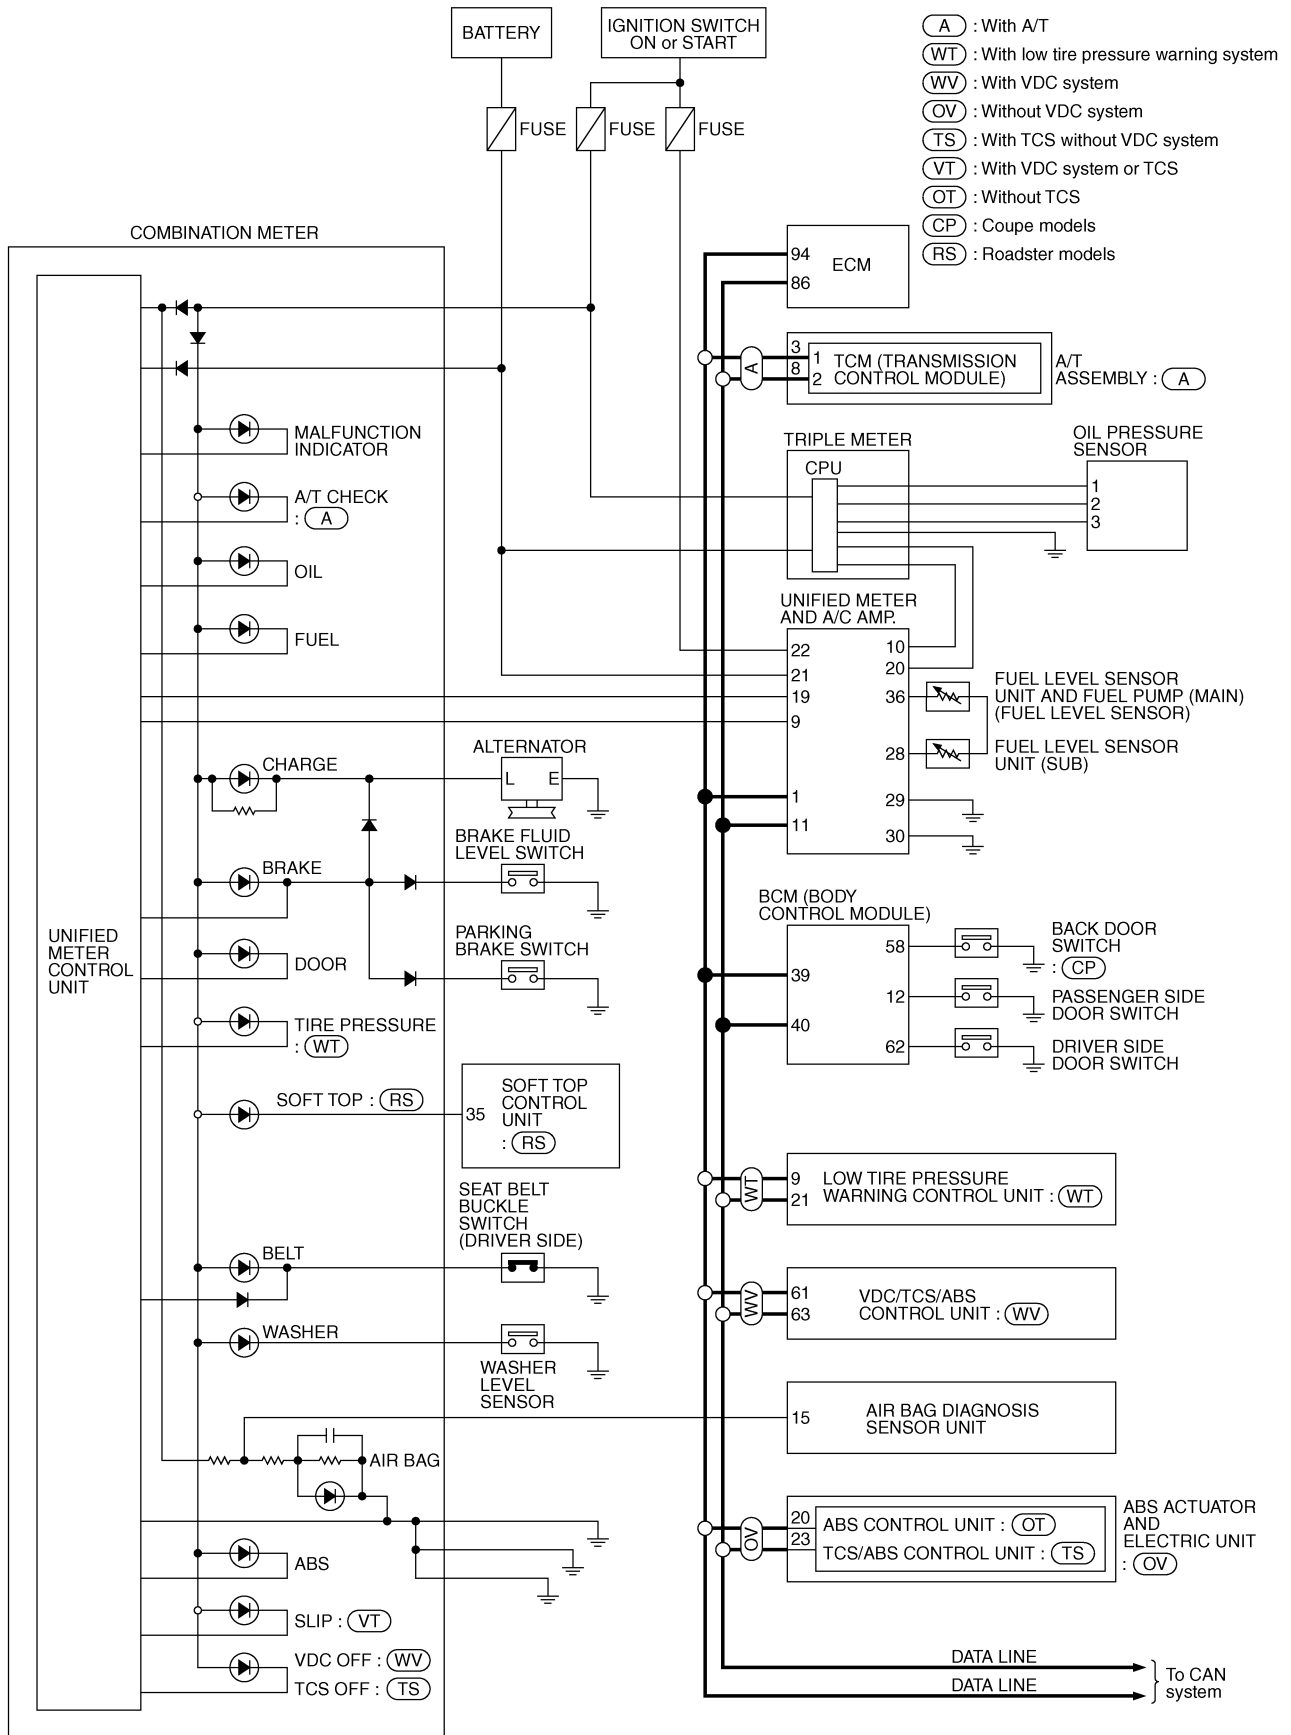 BATTERY
IGNITION SWITCH
ON or START
FUSE
FUSE
FUSE
A : With A/T
WT : With low tire pressure warning system
WV : With VDC system
OV : Without VDC system
TS : With TCS without VDC system
VT : With VDC system or TCS
OT : Without TCS
CP : Coupe models
RS : Roadster models
COMBINATION METER
UNIFIED
METER
CONTROL
UNIT
MALFUNCTION
INDICATOR
A/T CHECK
: A
OIL
FUEL
CHARGE
BRAKE
DOOR
TIRE PRESSURE
: WT
SOFT TOP : RS
BELT
WASHER
AIR BAG
ABS
SLIP : VT
VDC OFF : WV
TCS OFF : TS
ALTERNATOR
L E
BRAKE FLUID
LEVEL SWITCH
PARKING
BRAKE SWITCH
35
SOFT TOP
CONTROL
UNIT
: RS
SEAT BELT
BUCKLE
SWITCH
(DRIVER SIDE)
WASHER
LEVEL
SENSOR
94
86
ECM
A
3
8
1
2
TCM (TRANSMISSION
CONTROL MODULE)
A/T
ASSEMBLY : A
TRIPLE METER
CPU
OIL PRESSURE
SENSOR
1
2
3
UNIFIED METER
AND A/C AMP.
22
21
19
9
1
11
10
20
36
28
29
30
FUEL LEVEL SENSOR
UNIT AND FUEL PUMP (MAIN)
(FUEL LEVEL SENSOR)
FUEL LEVEL SENSOR
UNIT (SUB)
BCM (BODY
CONTROL MODULE)
39
40
58
12
62
BACK DOOR
SWITCH
: CP
PASSENGER SIDE
DOOR SWITCH
DRIVER SIDE
DOOR SWITCH
WT
9
21
LOW TIRE PRESSURE
WARNING CONTROL UNIT : WT
WV
61
63
VDC/TCS/ABS
CONTROL UNIT : WV
15
AIR BAG DIAGNOSIS
SENSOR UNIT
OV
20
23
ABS CONTROL UNIT : OT
TCS/ABS CONTROL UNIT : TS
ABS ACTUATOR
AND
ELECTRIC UNIT
: OV
DATA LINE
DATA LINE
To CAN
system